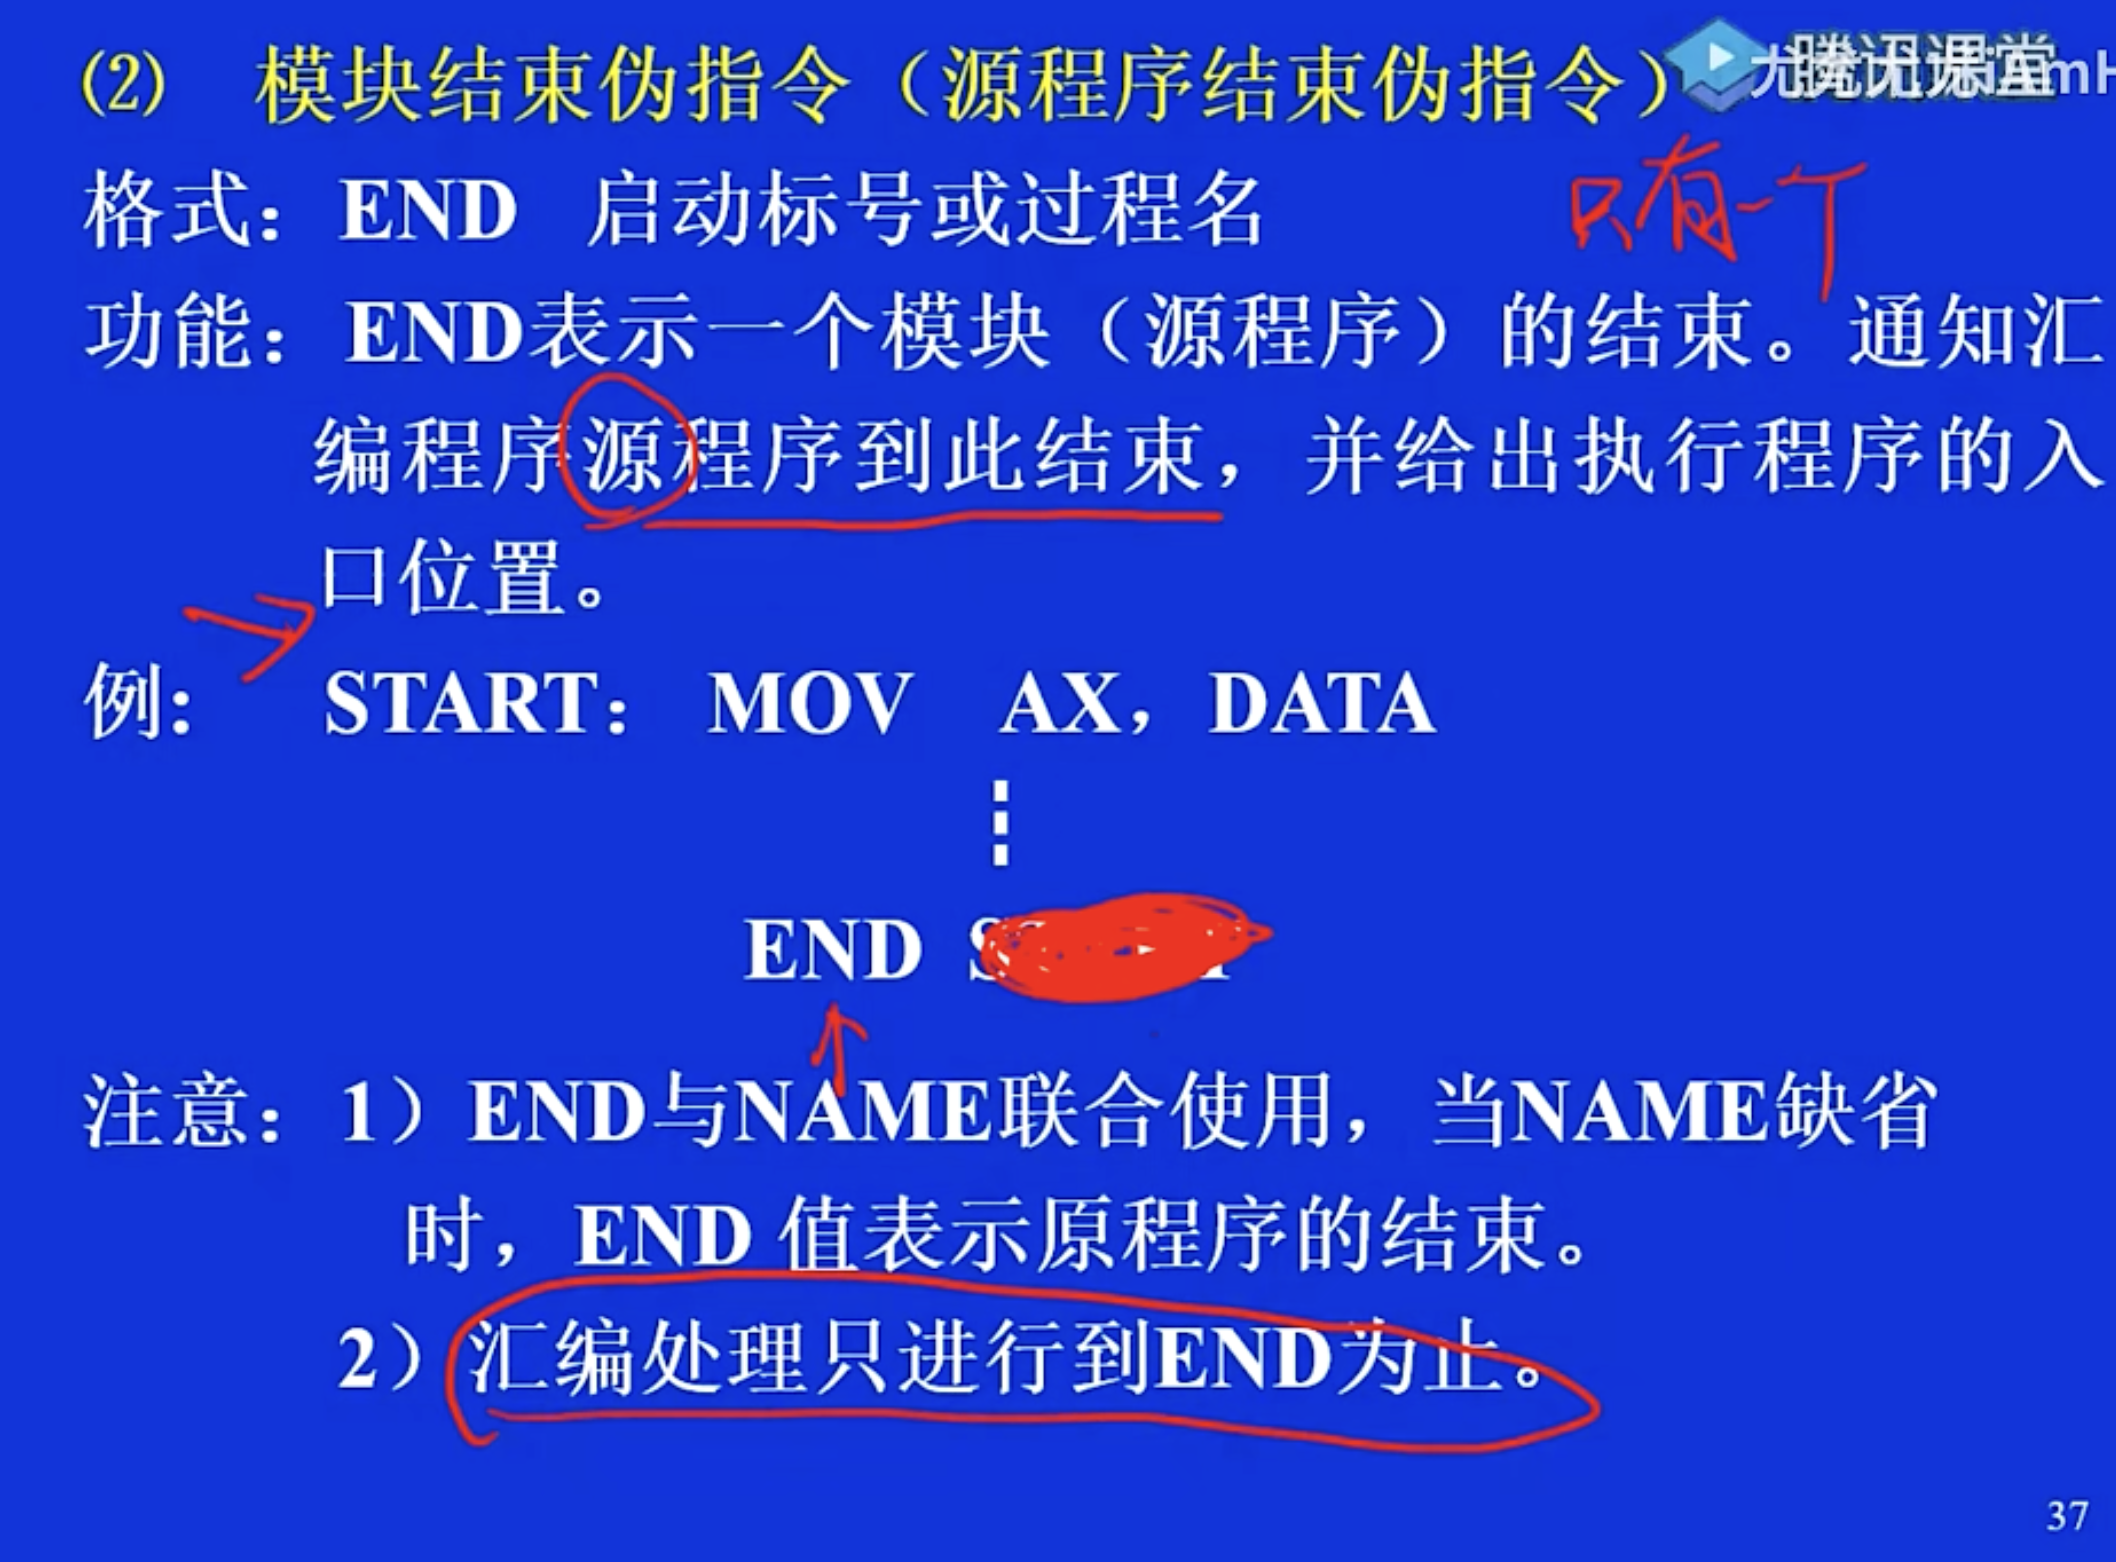 (2) 模块结束伪指令（源程序结束伪指令）
腾讯课堂
只有一个
格式：END 启动标号或过程名
功能：END表示一个模块（源程序）的结束。通知汇
编程序源程序到此结束，并给出执行程序的入
口位置。
例： START： MOV AX，DATA
END
注意：1）END与NAME联合使用，当NAME缺省
时，END 值表示原程序的结束。
2）汇编处理只进行到END为止。
37